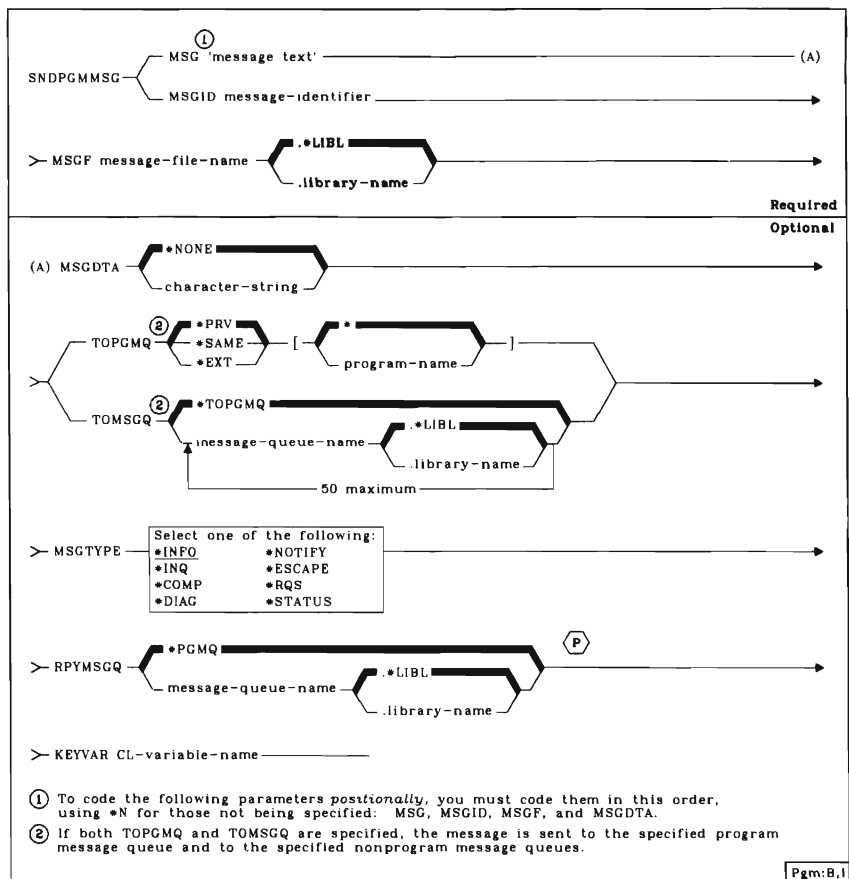 ①
MSG 'message text' (A)
SNDPGMMSG
MSGID message-identifier
MSGF message-file-name .*LIBL
.library-name
Required
Optional
(A) MSGDTA *NONE
character-string
TOPGMQ ② *PRV [ * ]
*SAME program-name
*EXT
TOMSGQ ② *TOPGMQ
message-queue-name .*LIBL
.library-name
50 maximum
MSGTYPE Select one of the following:
*INFO *NOTIFY
*INQ *ESCAPE
*COMP *RQS
*DIAG *STATUS
P
RPYMSGQ *PGMQ
message-queue-name .*LIBL
.library-name
KEYVAR CL-variable-name
① To code the following parameters positionally, you must code them in this order,
using *N for those not being specified: MSG, MSGID, MSGF, and MSGDTA.
② If both TOPGMQ and TOMSGQ are specified, the message is sent to the specified program
message queue and to the specified nonprogram message queues.
Pgm:B,I